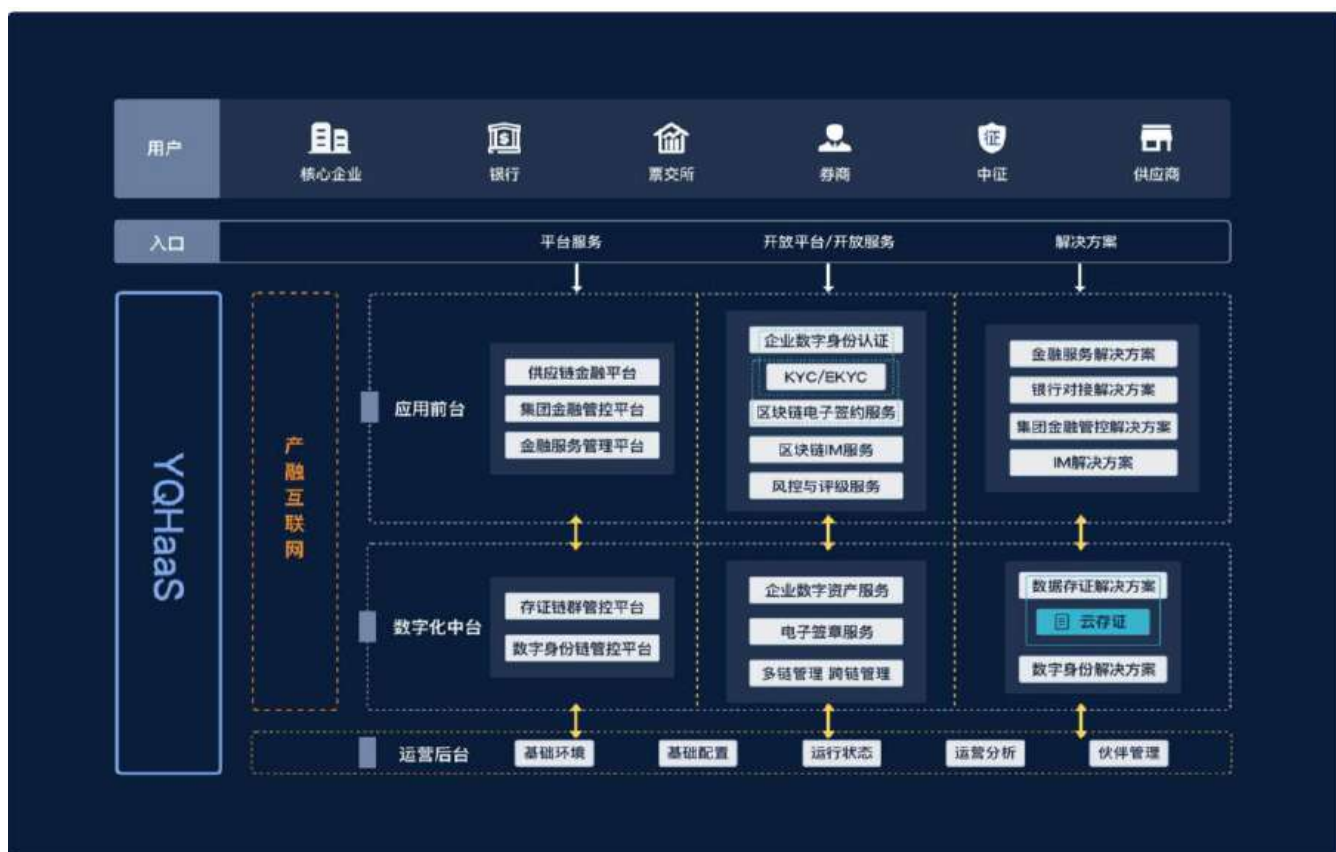 用户
核心企业
银行
票交所
券商
征
中征
供应商
入口
平台服务
开放平台/开放服务
解决方案
YQHaaS
产融互联网
应用前台
供应链金融平台
集团金融管控平台
金融服务管理平台
企业数字身份认证
KYC/EKYC
区块链电子签约服务
区块链IM服务
风控与评级服务
金融服务解决方案
银行对接解决方案
集团金融管控解决方案
IM解决方案
数字化中台
存证链群管控平台
数字身份链管控平台
企业数字资产服务
电子签章服务
多链管理 跨链管理
数据存证解决方案
云存证
数字身份解决方案
运营后台
基础环境
基础配置
运行状态
运营分析
伙伴管理